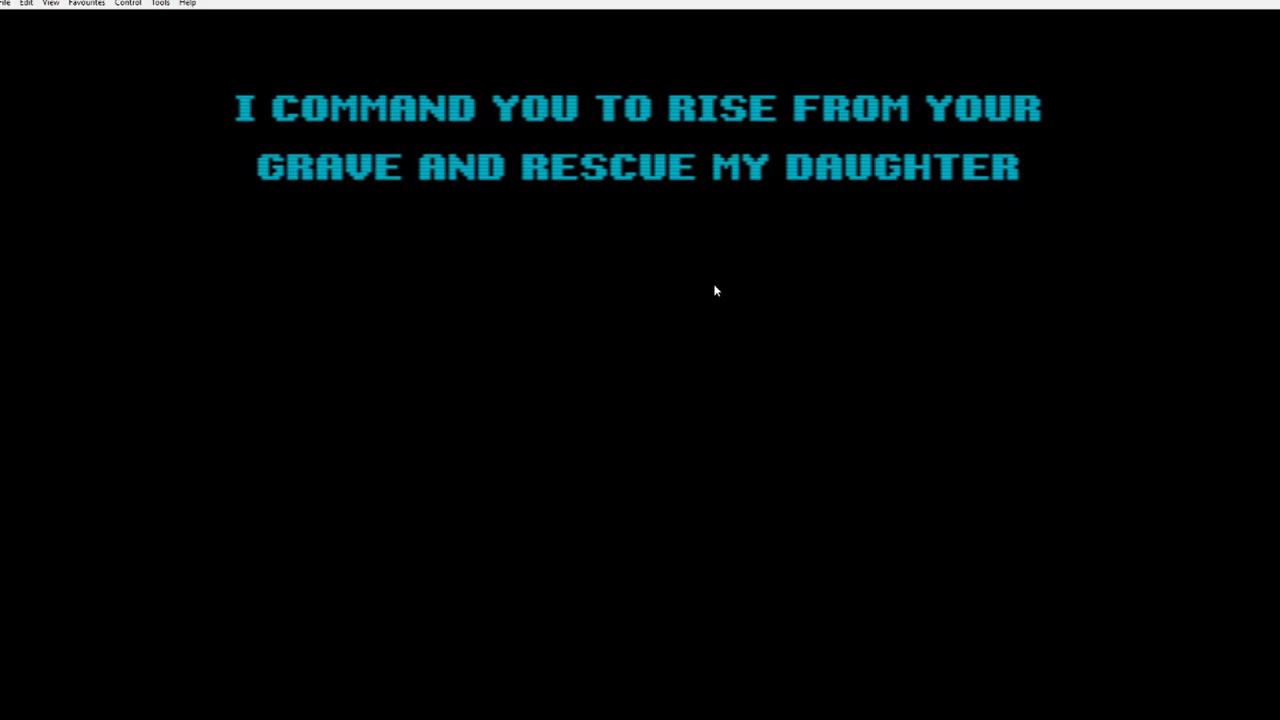 File Edit View Favourites Control Tools Help
I COMMAND YOU TO RISE FROM YOUR
GRAVE AND RESCUE MY DAUGHTER